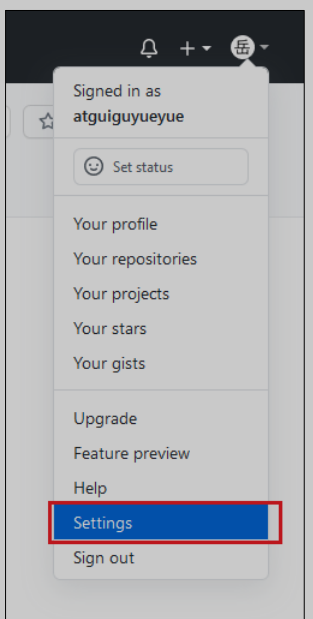 岳
Signed in as
atguiguyueyue
Set status
Your profile
Your repositories
Your projects
Your stars
Your gists
Upgrade
Feature preview
Help
Settings
Sign out